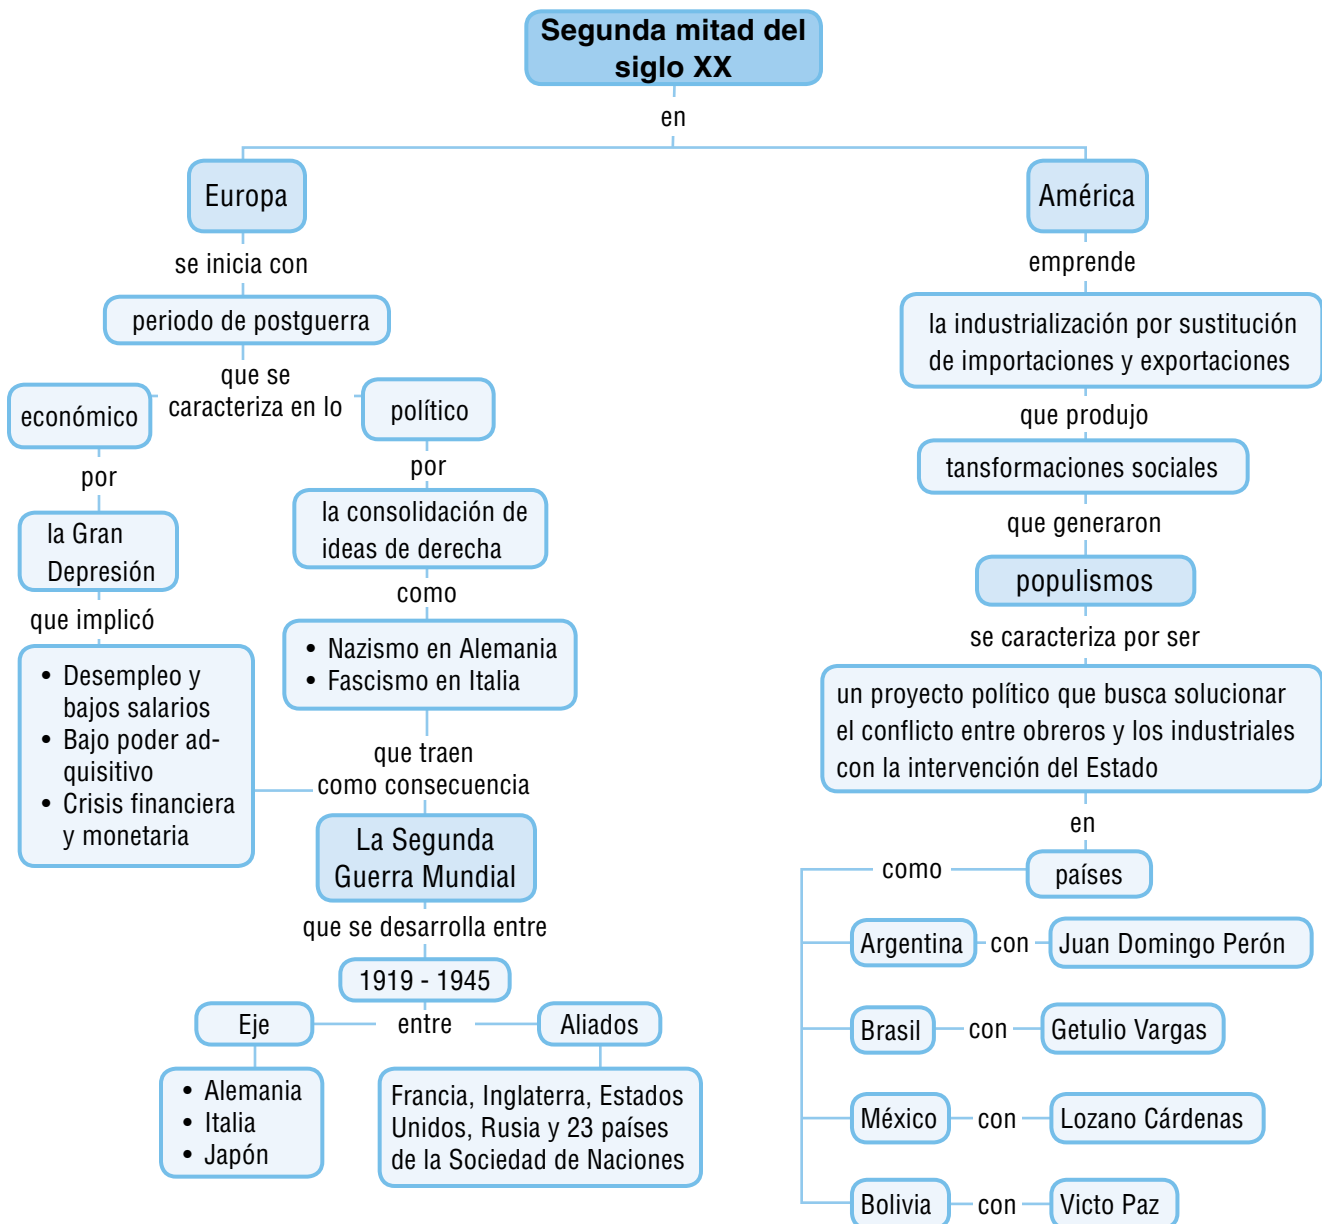 Segunda mitad del
siglo XX
en
Europa
se inicia con
periodo de postguerra
que se
caracteriza en lo
económico
por
la Gran
Depresión
que implicó
• Desempleo y
bajos salarios
• Bajo poder ad-
quisitivo
• Crisis financiera
y monetaria
político
por
la consolidación de
ideas de derecha
como
• Nazismo en Alemania
• Fascismo en Italia
que traen
como consecuencia
La Segunda
Guerra Mundial
que se desarrolla entre
1919 - 1945
entre
Eje
• Alemania
• Italia
• Japón
Aliados
Francia, Inglaterra, Estados
Unidos, Rusia y 23 países
de la Sociedad de Naciones
América
emprende
la industrialización por sustitución
de importaciones y exportaciones
que produjo
tansformaciones sociales
que generaron
populismos
se caracteriza por ser
un proyecto político que busca solucionar
el conflicto entre obreros y los industriales
con la intervención del Estado
en
países
como
Argentina con Juan Domingo Perón
Brasil con Getulio Vargas
México con Lozano Cárdenas
Bolivia con Victo Paz